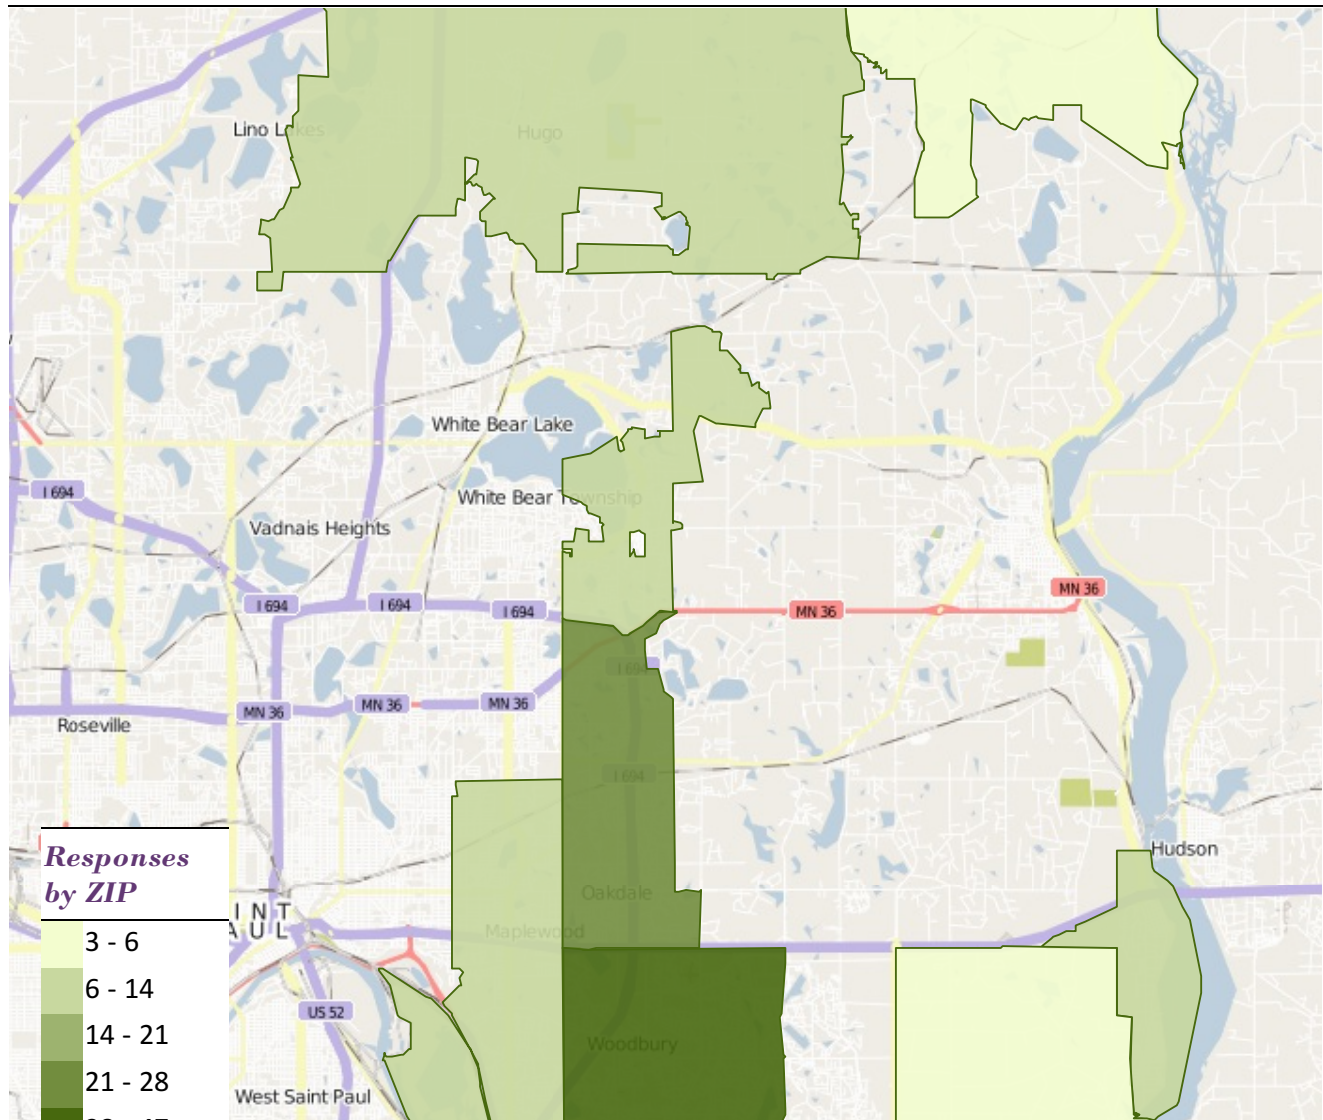 Lino Lakes
Hugo
White Bear Lake
I 694
White Bear Township
Vadnais Heights
MN 36
I 694
I 694
I 694
MN 36
I 694
MN 36
MN 36
MN 36
Roseville
I 694
Hudson
Responses
by ZIP
Oakdale
INT
AUL
Maplewood
3 - 6
6 - 14
US 52
14 - 21
Woodbury
21 - 28
West Saint Paul